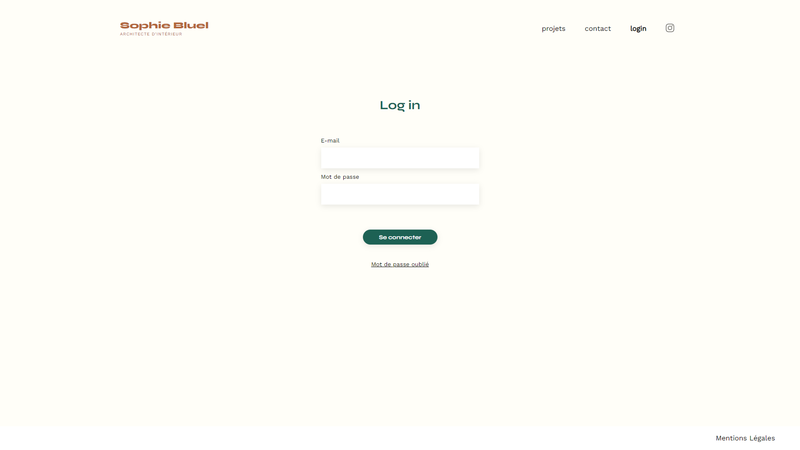 Sophie Bluel
ARCHITECTE D'INTÉRIEUR
projets
contact
login
Log in
E-mail
Mot de passe
Se connecter
Mot de passe oublié
Mentions Légales